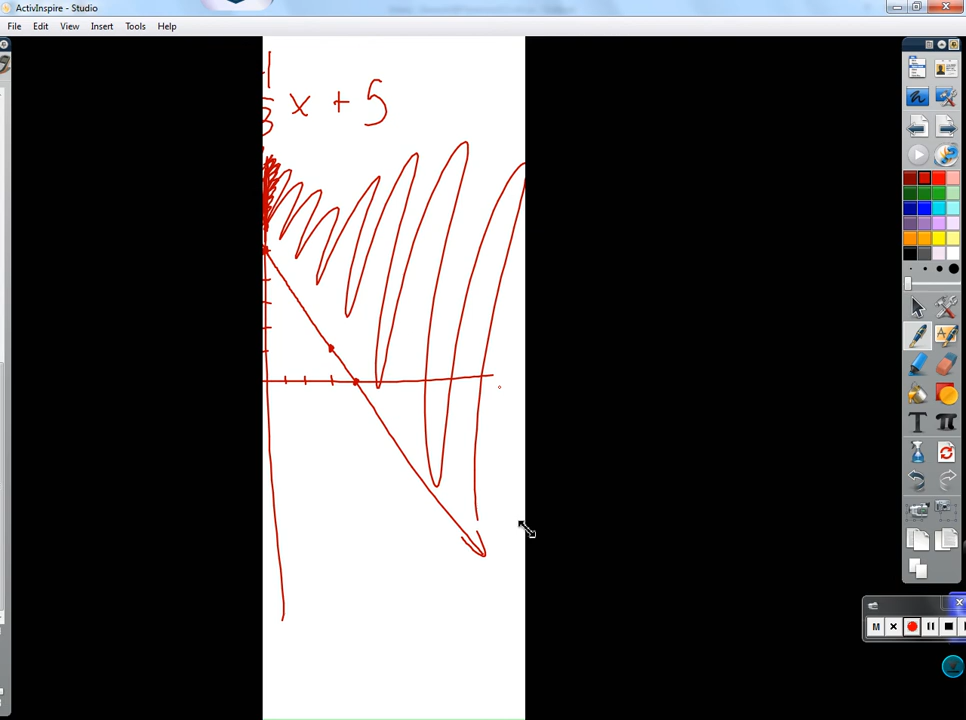 ActivInspire - Studio
File Edit View Insert Tools Help
x + 5
T π
M